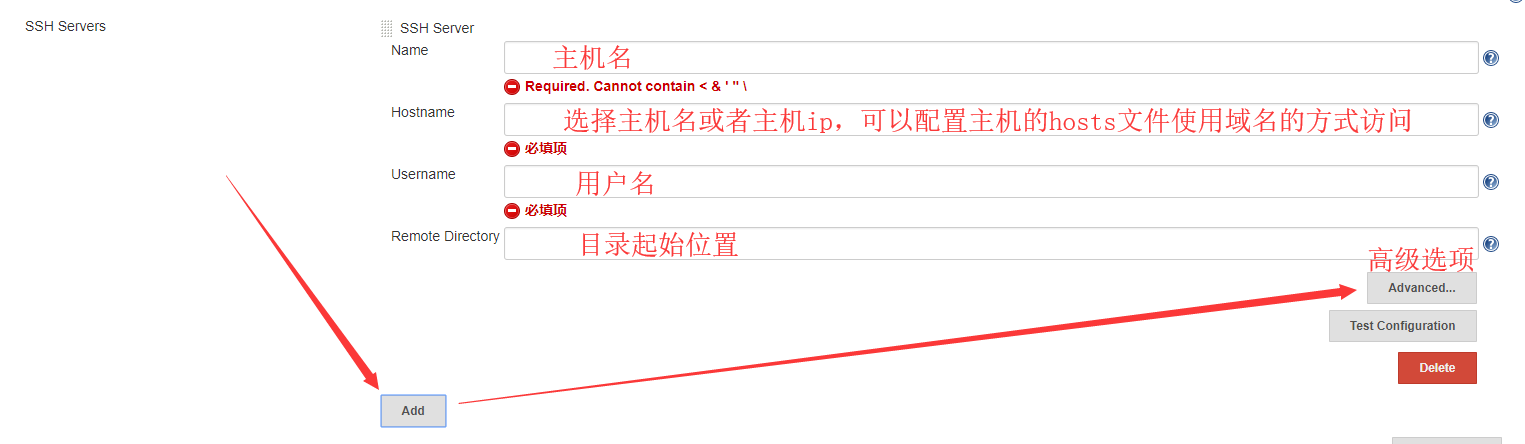 SSH Servers
SSH Server
Name
主机名
Required. Cannot contain < & ' " \
Hostname
选择主机名或者主机ip，可以配置主机的hosts文件使用域名的方式访问
必填项
Username
用户名
必填项
Remote Directory
目录起始位置
高级选项
Advanced...
Test Configuration
Delete
Add